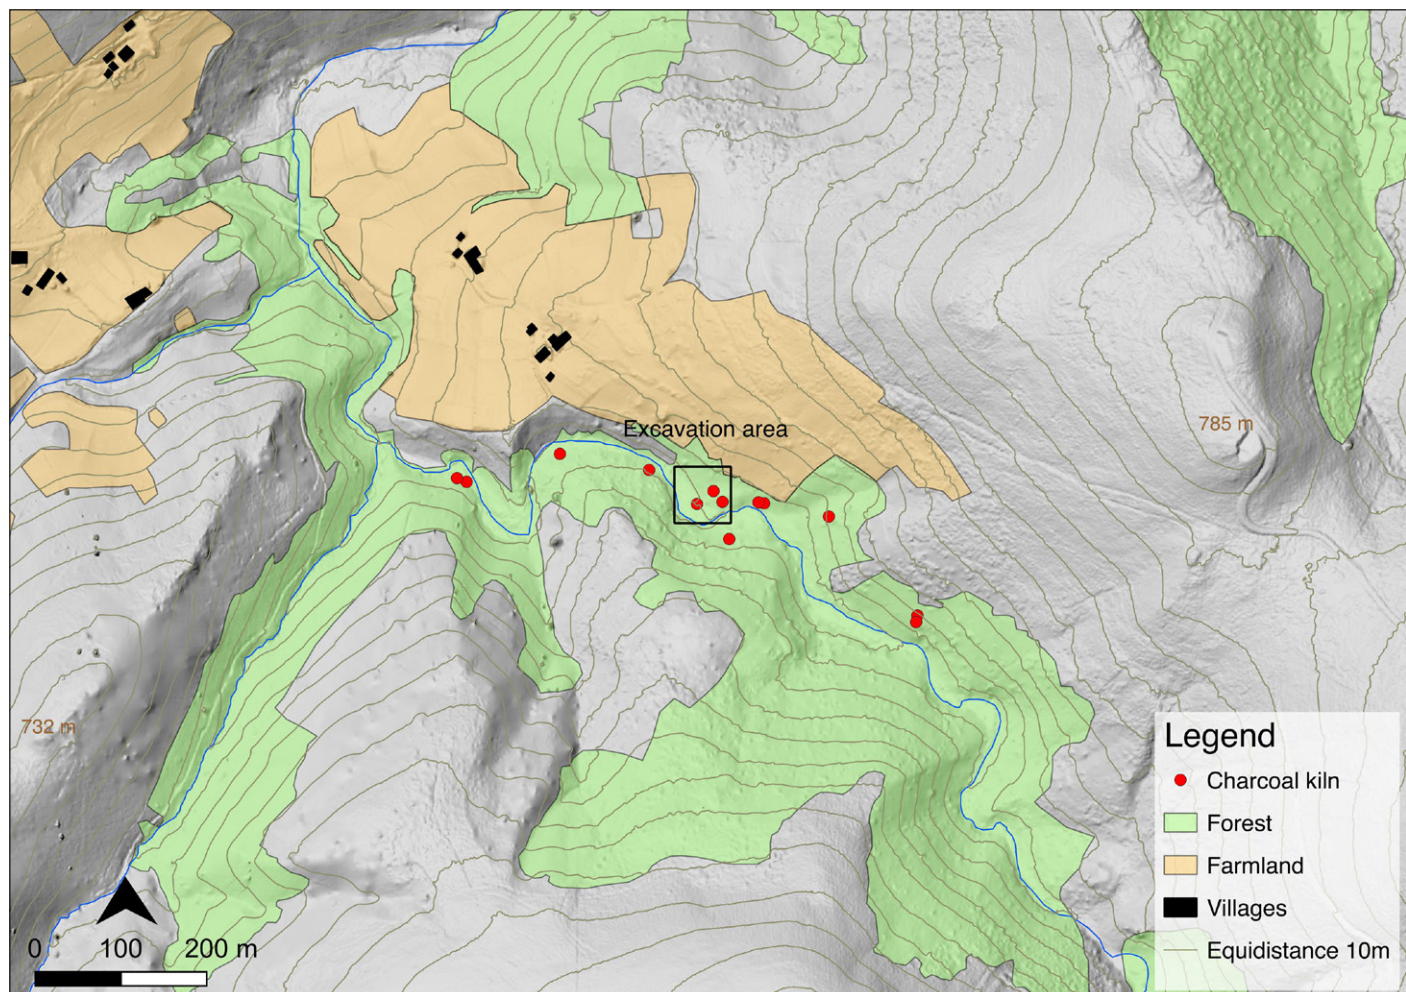 Excavation area
785 m
732 m
Legend
Charcoal kiln
Forest
Farmland
Villages
Equidistance 10m
0 100 200 m